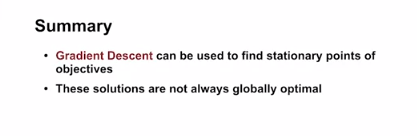 Summary
• Gradient Descent can be used to find stationary points of
objectives
• These solutions are not always globally optimal